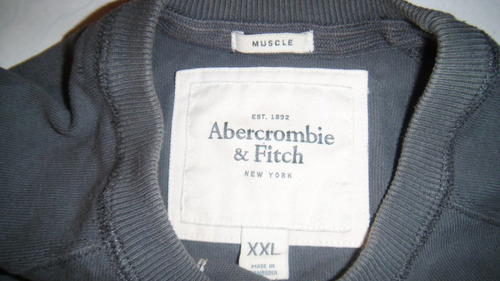 MUSCLE
EST. 1892
Abercrombie
& Fitch
NEW YORK
XXL
MADE IN